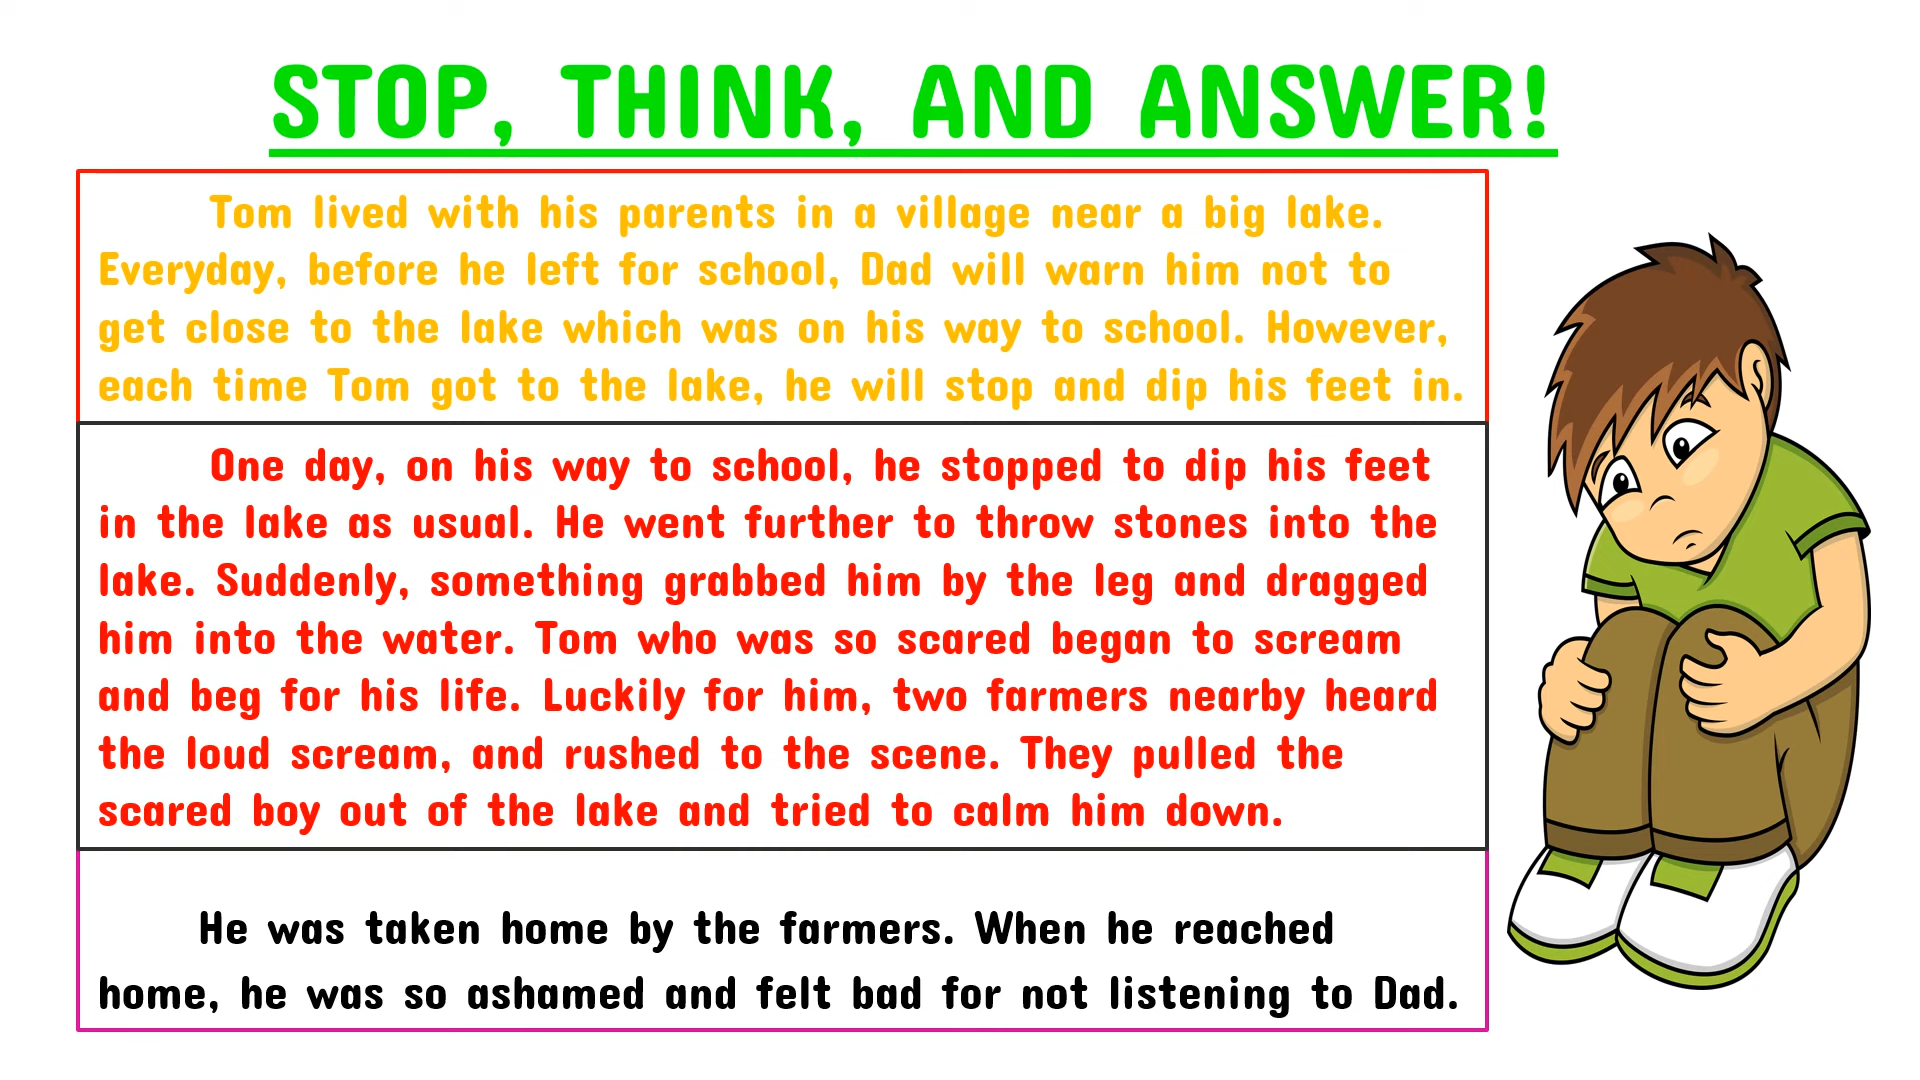 STOP, THINK, AND ANSWER!
Tom lived with his parents in a village near a big lake.
Everyday, before he left for school, Dad will warn him not to
get close to the lake which was on his way to school. However,
each time Tom got to the lake, he will stop and dip his feet in.
One day, on his way to school, he stopped to dip his feet
in the lake as usual. He went further to throw stones into the
lake. Suddenly, something grabbed him by the leg and dragged
him into the water. Tom who was so scared began to scream
and beg for his life. Luckily for him, two farmers nearby heard
the loud scream, and rushed to the scene. They pulled the
scared boy out of the lake and tried to calm him down.
He was taken home by the farmers. When he reached
home, he was so ashamed and felt bad for not listening to Dad.